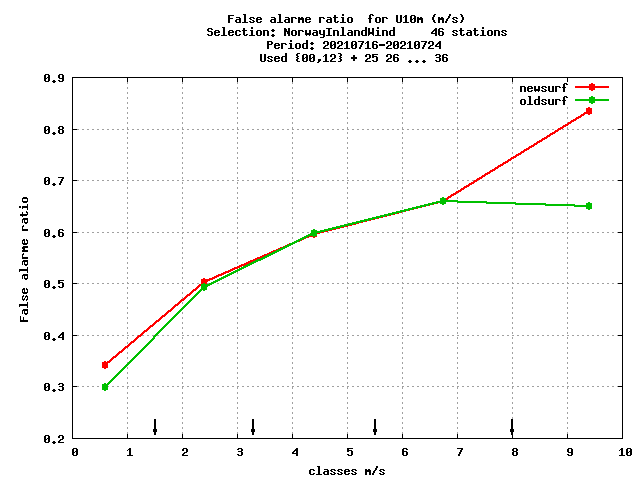 False alarme ratio  for U10m (m/s)
Selection: NorwayInlandWind     46 stations
Period: 20210716-20210724
Used {00,12} + 25 26 ... 36
0.9
0.8
0.7
0.6
0.5
0.4
0.3
0.2
False alarme ratio
newsurf
oldsurf
0 1 2 3 4 5 6 7 8 9 10
classes m/s